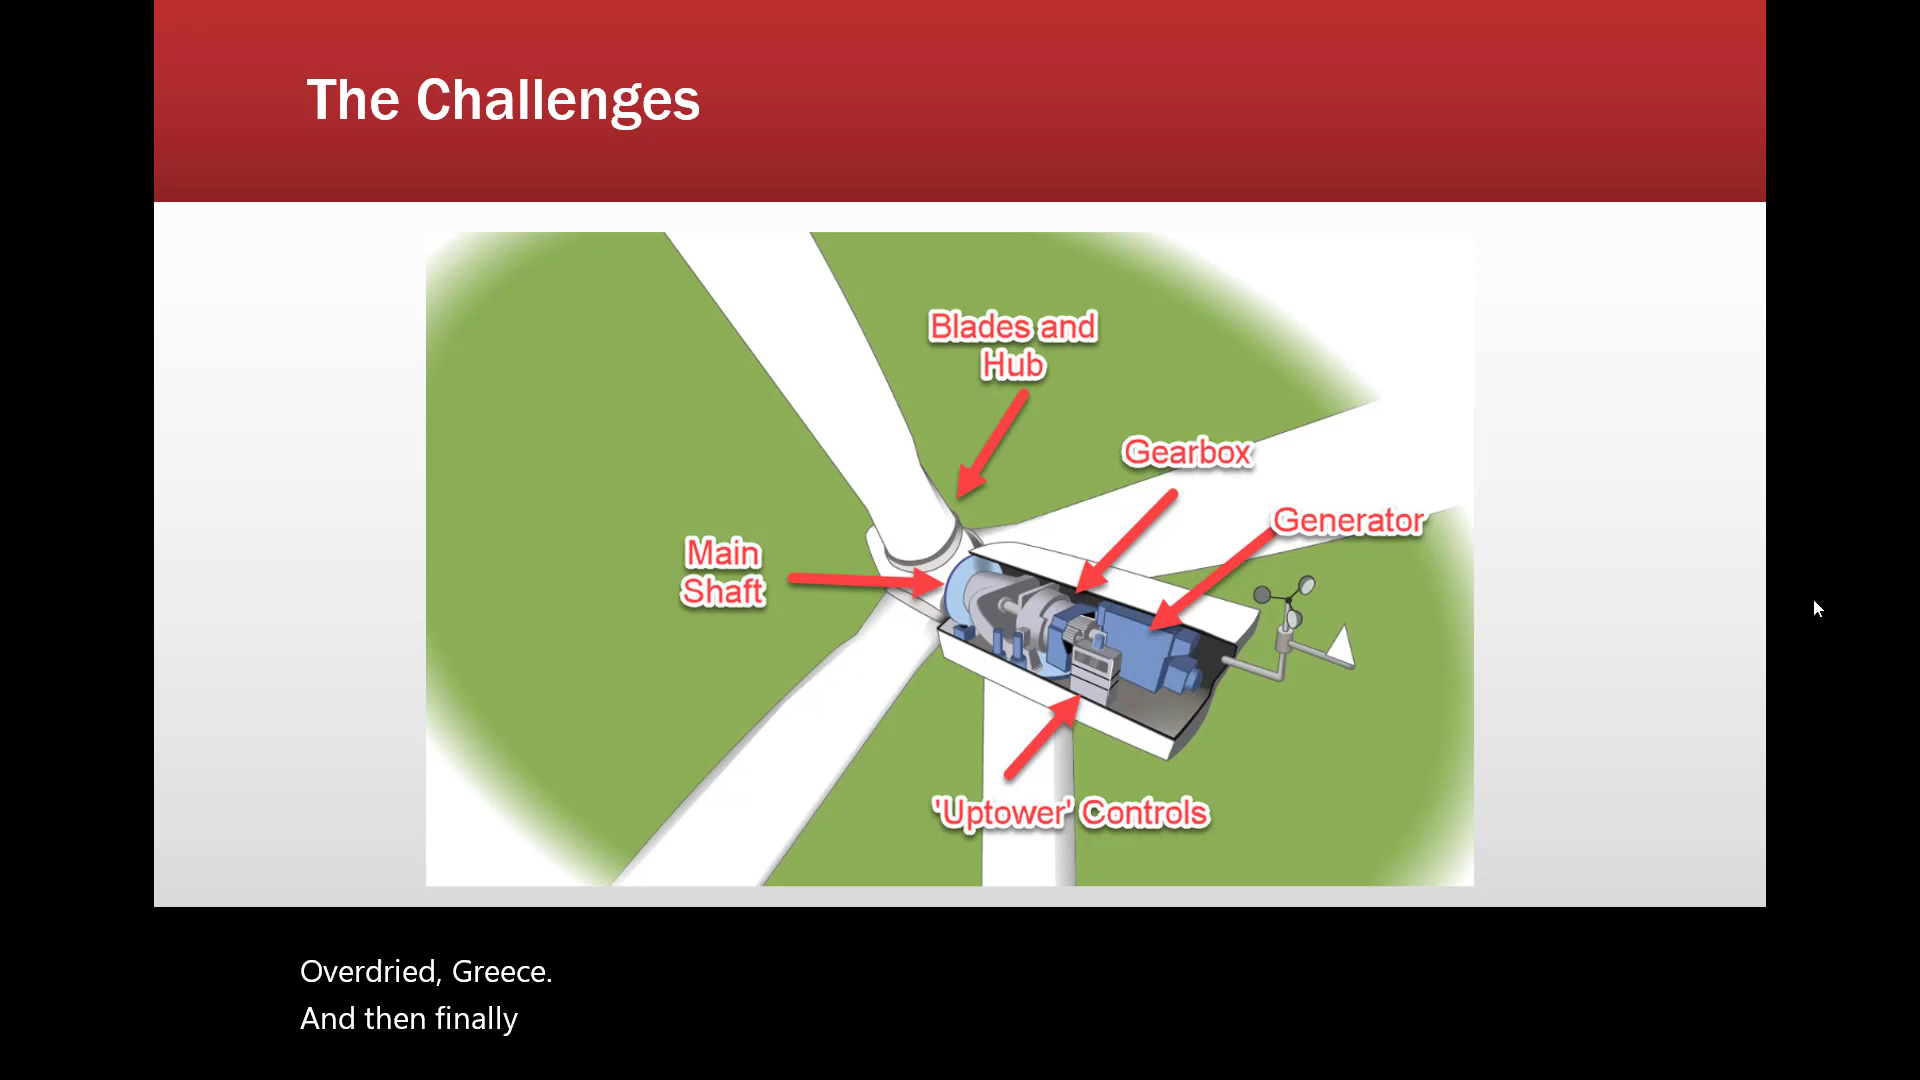 The Challenges
Blades and
Hub
Gearbox
Generator
Main
Shaft
'Uptower' Controls
Overdried, Greece.
And then finally